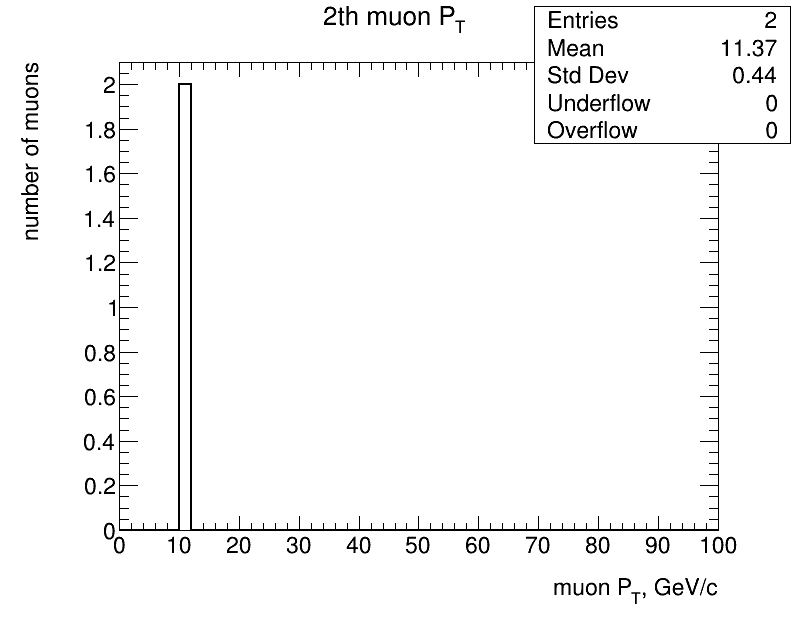 2th muon P_T
Entries 2
Mean 11.37
Std Dev 0.44
Underflow 0
Overflow 0
number of muons
2
1.8
1.6
1.4
1.2
1
0.8
0.6
0.4
0.2
0
0 10 20 30 40 50 60 70 80 90 100
muon P_T, GeV/c